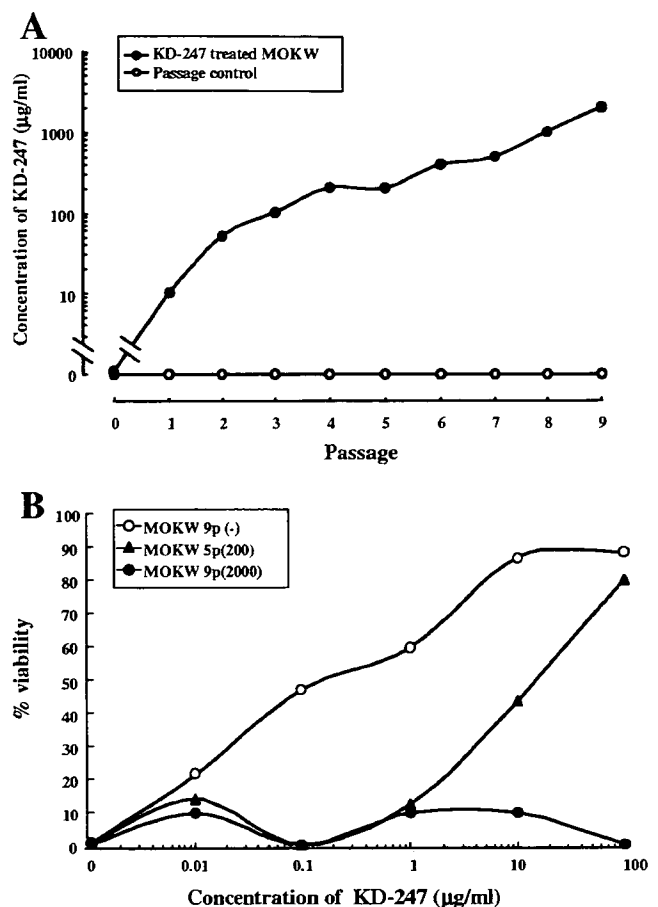 A
KD-247 treated MOKW
Passage control
Concentration of KD-247 (µg/ml)
10000
1000
100
10
0
0 1 2 3 4 5 6 7 8 9
Passage
B
MOKW 9p (-)
MOKW 5p(200)
MOKW 9p(2000)
% viability
100
90
80
70
60
50
40
30
20
10
0
0 0.01 0.1 1 10 100
Concentration of KD-247 (µg/ml)